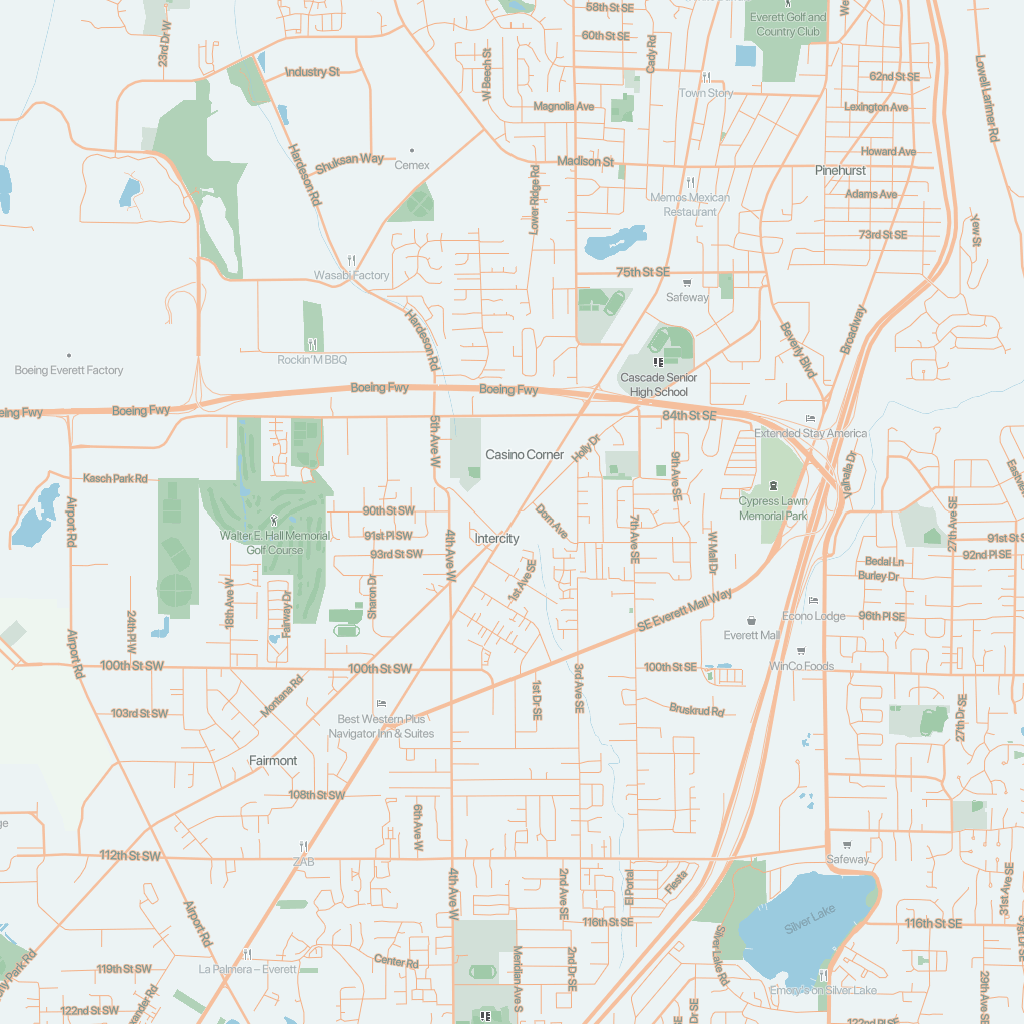 58th St SE
Everett Golf and
Country Club
23rd Dr W
60th St SE
Cady Rd
W Beech St
Industry St
62nd St SE
Lowell Larimer Rd
Town Story
Magnolia Ave
Lexington Ave
Hardeson Rd
Shuksan Way
Cemex
Madison St
Howard Ave
Pinehurst
Lower Ridge Rd
Memos Mexican
Restaurant
Adams Ave
73rd St SE
Yew St
Wasabi Factory
75th St SE
Safeway
Hardeson Rd
Beverly Blvd
Broadway
Rockin'M BBQ
Boeing Everett Factory
Cascade Senior
High School
Boeing Fwy
Boeing Fwy
Boeing Fwy
eing Fwy
84th St SE
Extended Stay America
5th Ave W
Casino Corner
Holly Dr
Kasch Park Rd
9th Ave SE
Vahalla Dr
Cypress Lawn
Memorial Park
90th St SW
Dorn Ave
Airport Rd
Walter E. Hall Memorial
Golf Course
91st Pl SW
93rd St SW
4th Ave W
Intercity
7th Ave SE
W Mall Dr
27th Ave SE
91st St S
92nd Pl SE
Bedal Ln
Burley Dr
1st Ave SE
18th Ave W
Fairway Dr
Sharon Dr
24th Pl W
SE Everett Mall Way
Everett Mall
Econo Lodge
96th Pl SE
Airport Rd
100th St SW
100th St SW
100th St SE
WinCo Foods
3rd Ave SE
1st Dr SE
Montana Rd
103rd St SW
Best Western Plus
Navigator Inn & Suites
Bruskrud Rd
27th Dr SE
Fairmont
108th St SW
6th Ave W
112th St SW
ZAB
Safeway
4th Ave W
2nd Ave SE
El Portal
Fiesta
31st Ave SE
Airport Rd
116th St SE
Silver Lake
116th St SE
Silver Lake Rd
La Palmera – Everett
Center Rd
119th St SW
Meridian Ave S
2nd Dr SE
Emory's on Silver Lake
29th Ave SE
122nd St SW
122nd Pl SE